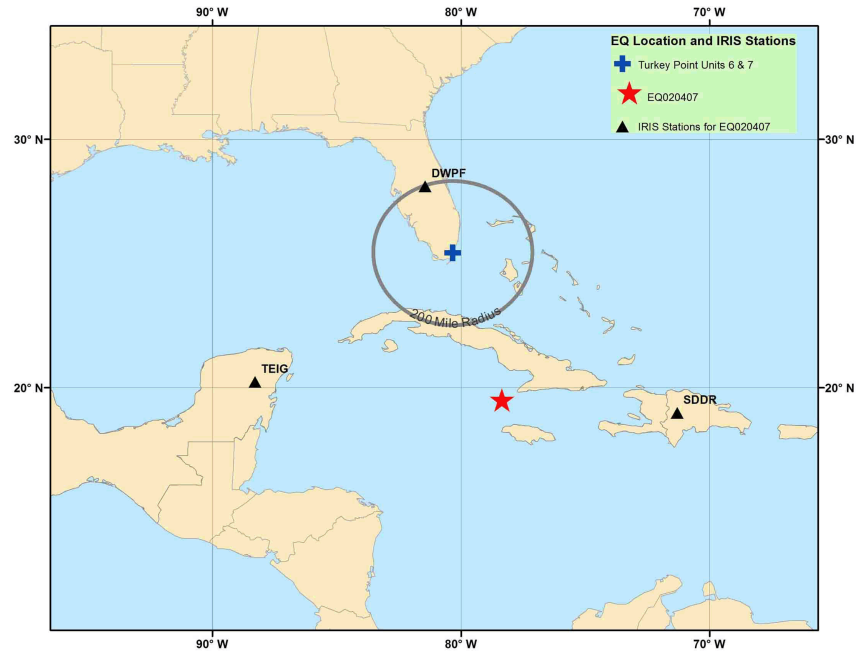 90° W 80° W 70° W
EQ Location and IRIS Stations
Turkey Point Units 6 & 7
EQ020407
IRIS Stations for EQ020407
30° N 30° N
DWPF
200 Mile Radius
TEIG
20° N 20° N
SDDR
90° W 80° W 70° W